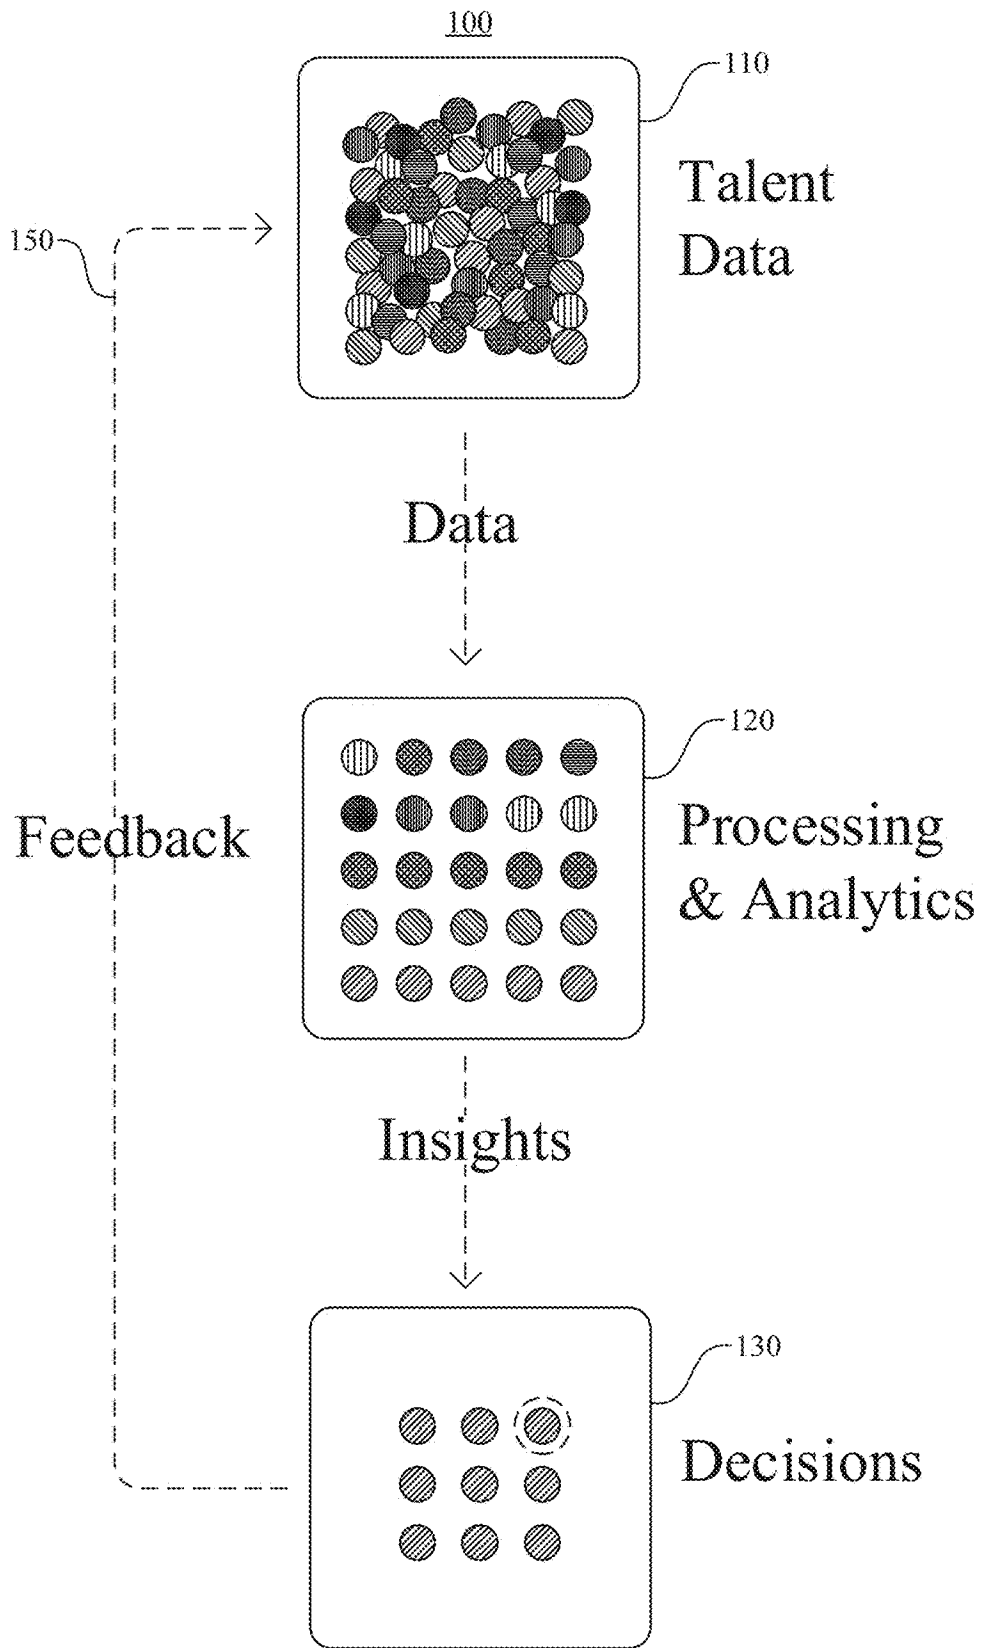 100
110
Talent
Data
150
Data
120
Processing
& Analytics
Feedback
Insights
130
Decisions